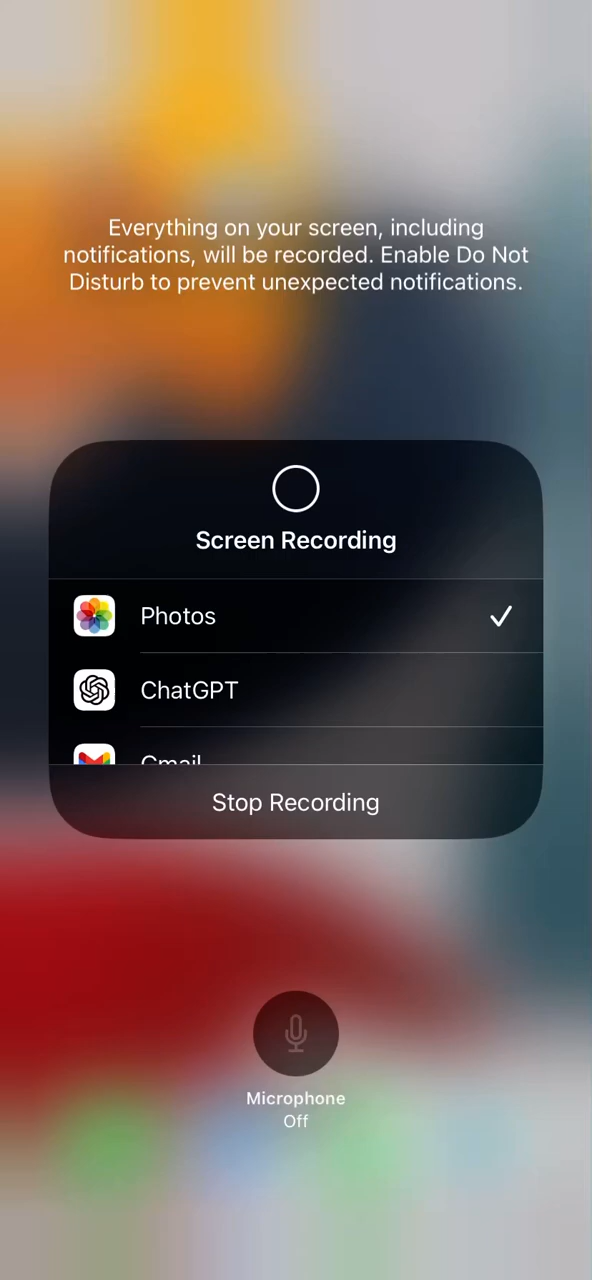 Everything on your screen, including
notifications, will be recorded. Enable Do Not
Disturb to prevent unexpected notifications.
Screen Recording
Photos
ChatGPT
Gmail
Stop Recording
Microphone
Off